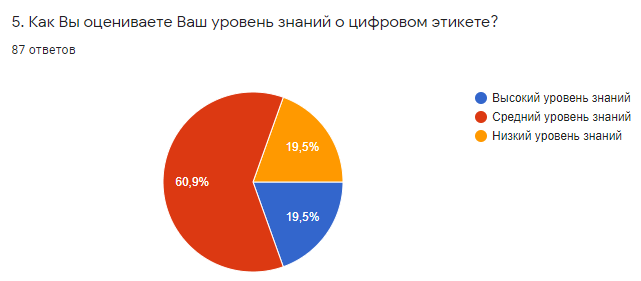 5. Как Вы оцениваете Ваш уровень знаний о цифровом этикете?
87 ответов
Высокий уровень знаний
Средний уровень знаний
Низкий уровень знаний
19,5%
60,9%
19,5%